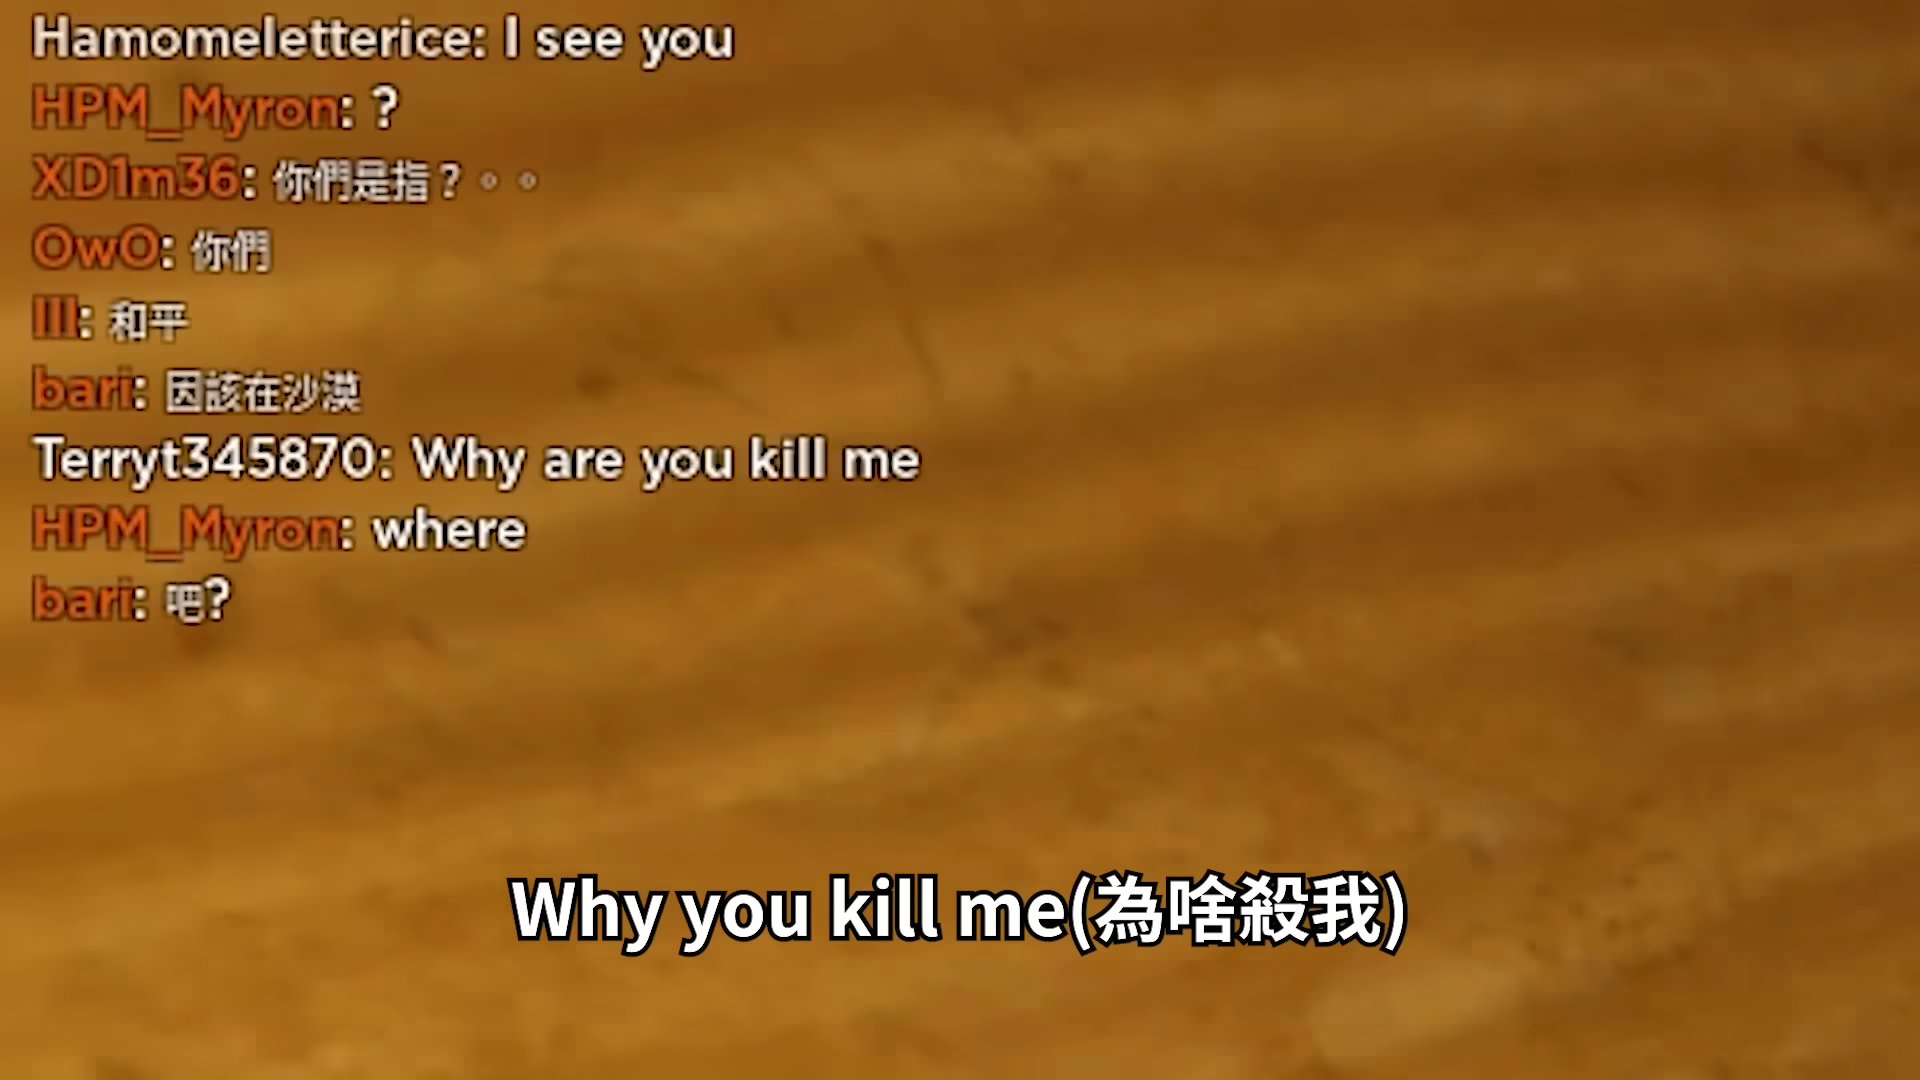 Hamomeletterice: I see you
HPM_Myron: ?
XD1m36: 你們是指？。。
OwO: 你們
lll: 和平
bari: 因該在沙漠
Terryt345870: Why are you kill me
HPM_Myron: where
bari: 吧?
Why you kill me(為啥殺我)